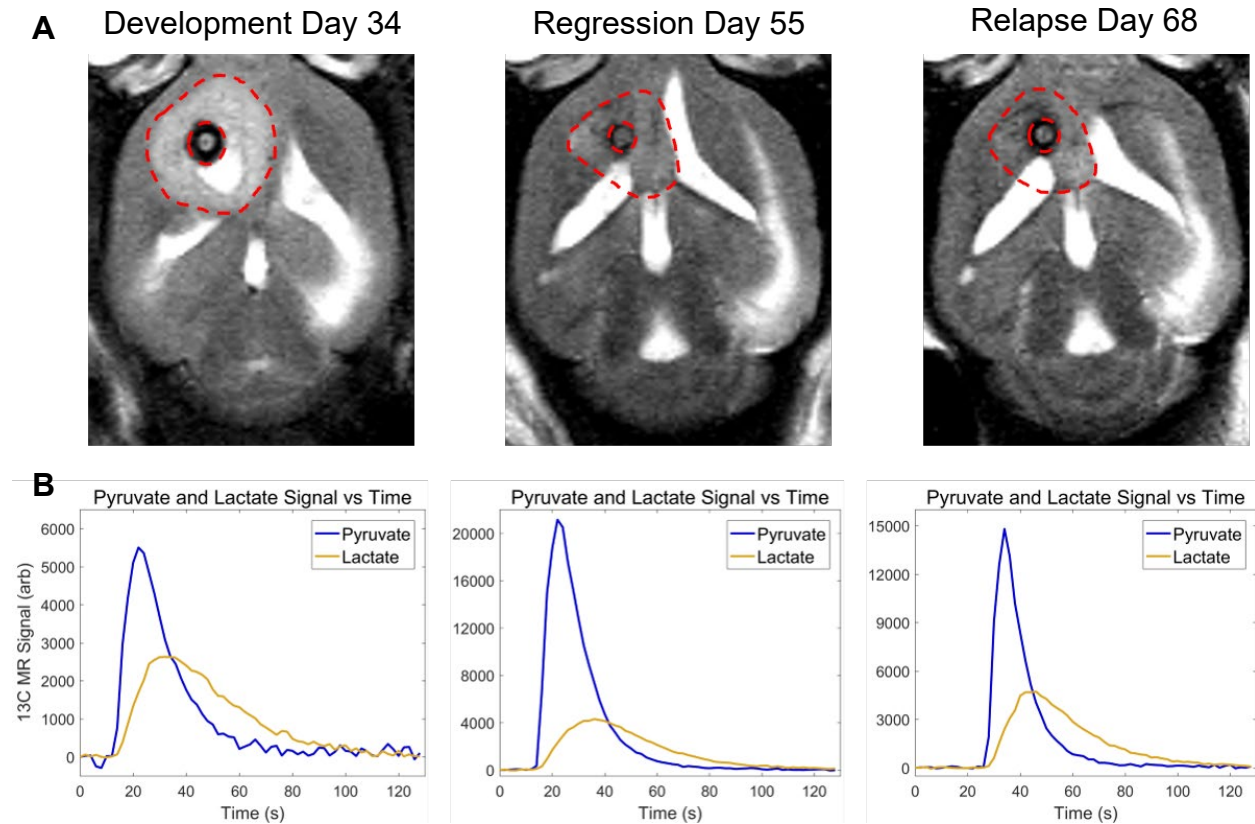 A
Development Day 34
Regression Day 55
Relapse Day 68
B
Pyruvate and Lactate Signal vs Time
6000
5000
4000
3000
2000
1000
0
13C MR Signal (arb)
Pyruvate
Lactate
0 20 40 60 80 100 120
Time (s)
Pyruvate and Lactate Signal vs Time
20000
16000
12000
8000
4000
0
Pyruvate
Lactate
0 20 40 60 80 100 120
Time (s)
Pyruvate and Lactate Signal vs Time
15000
12000
9000
6000
3000
0
Pyruvate
Lactate
0 20 40 60 80 100 120
Time (s)